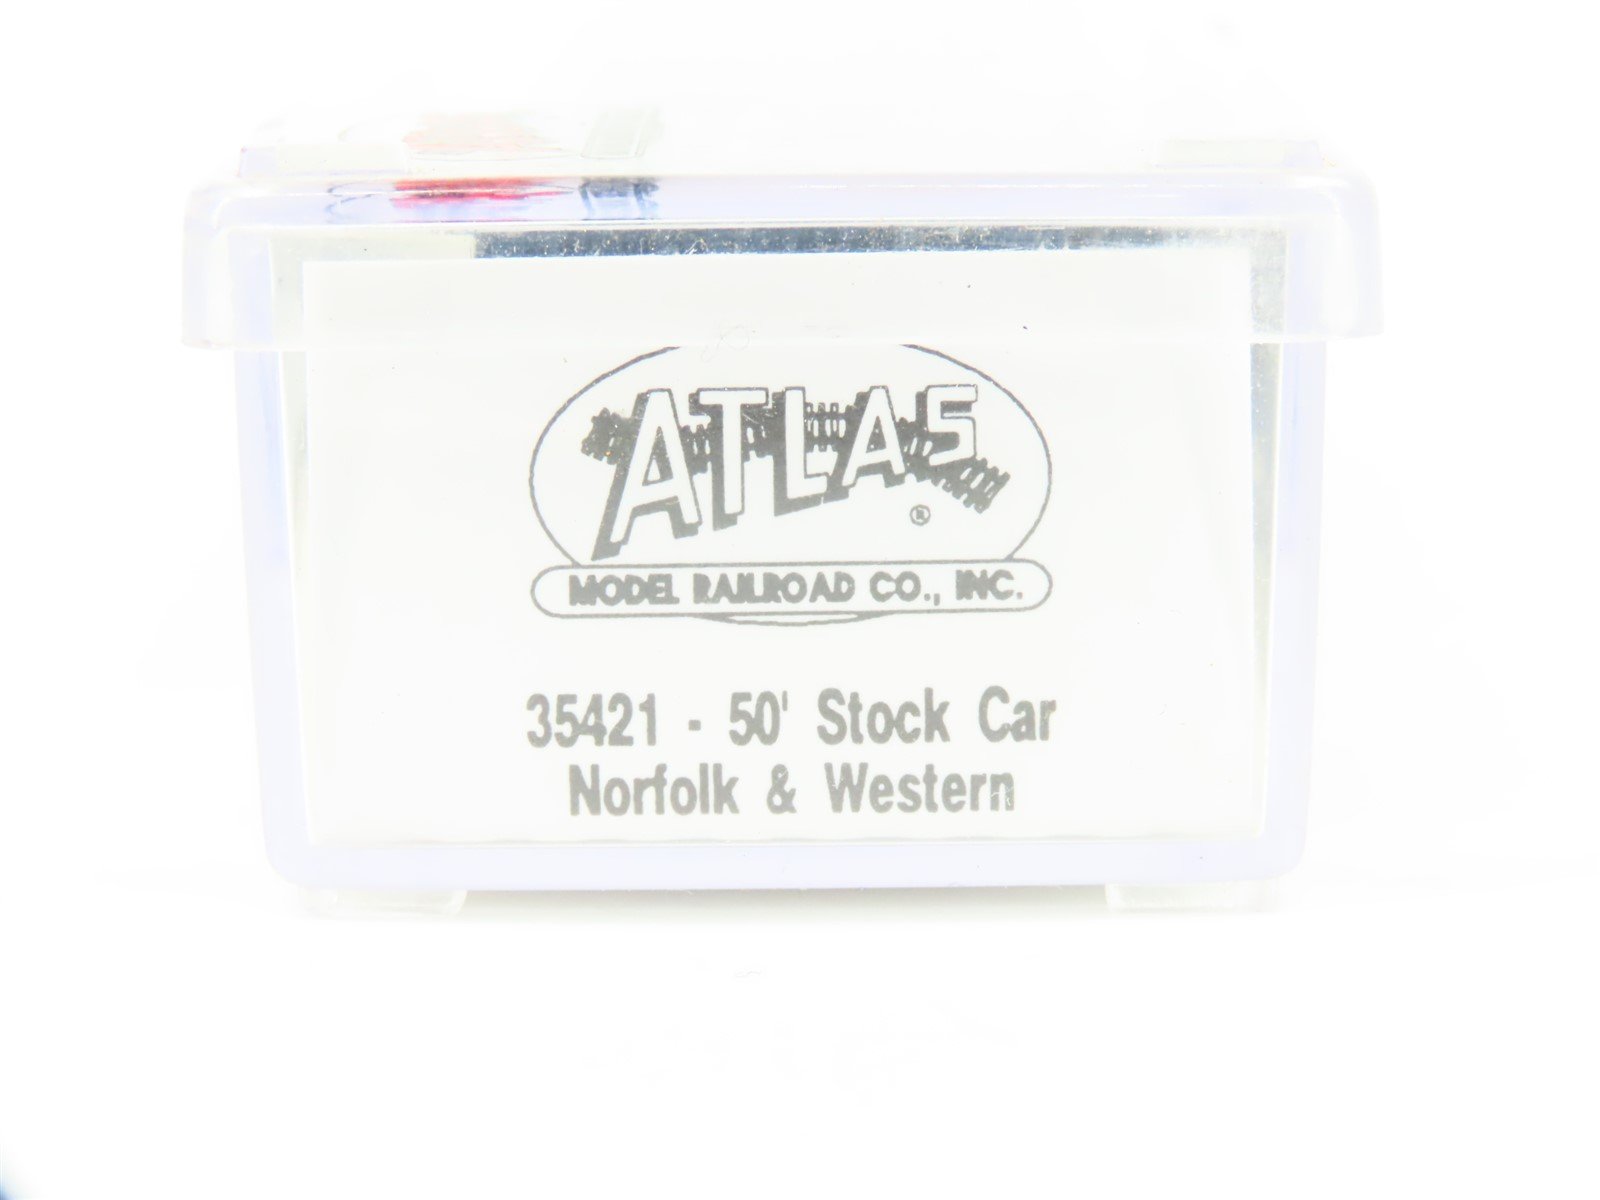 ATLAS
®
MODEL RAILROAD CO., INC.
35421 - 50' Stock Car
Norfolk & Western